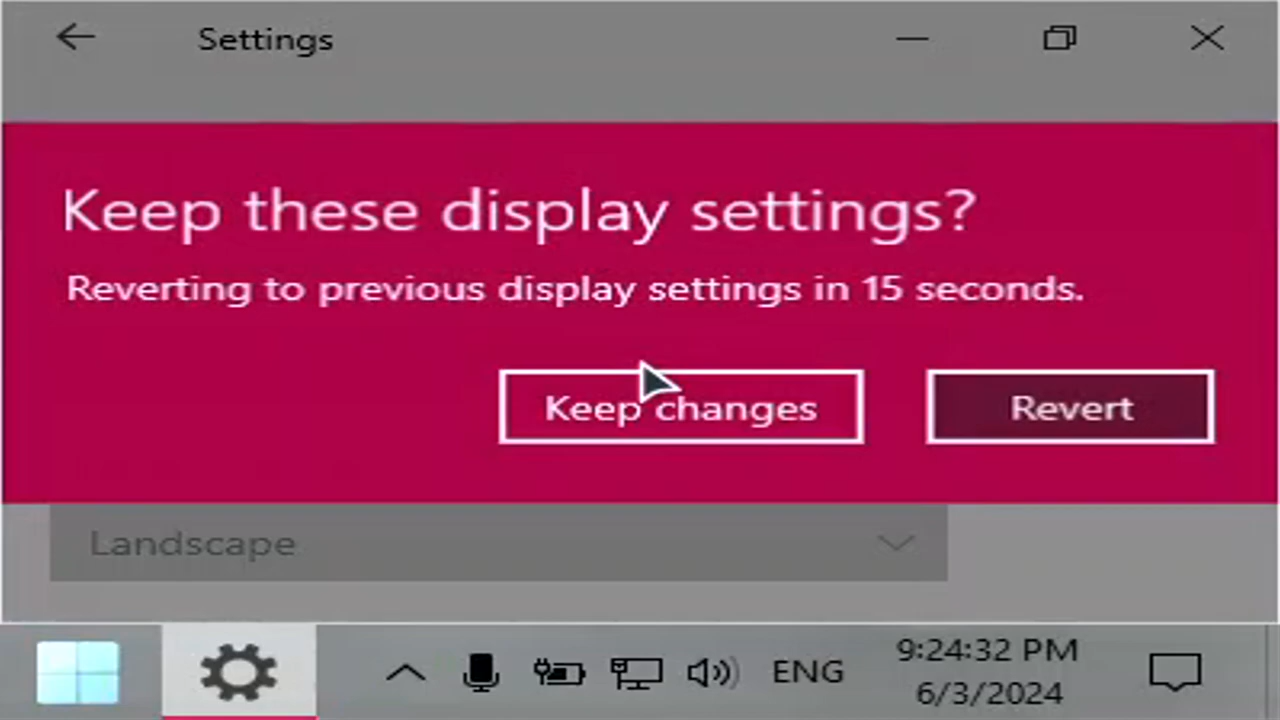 Settings
Keep these display settings?
Reverting to previous display settings in 15 seconds.
Keep changes
Revert
Landscape
ENG
9:24:32 PM
6/3/2024